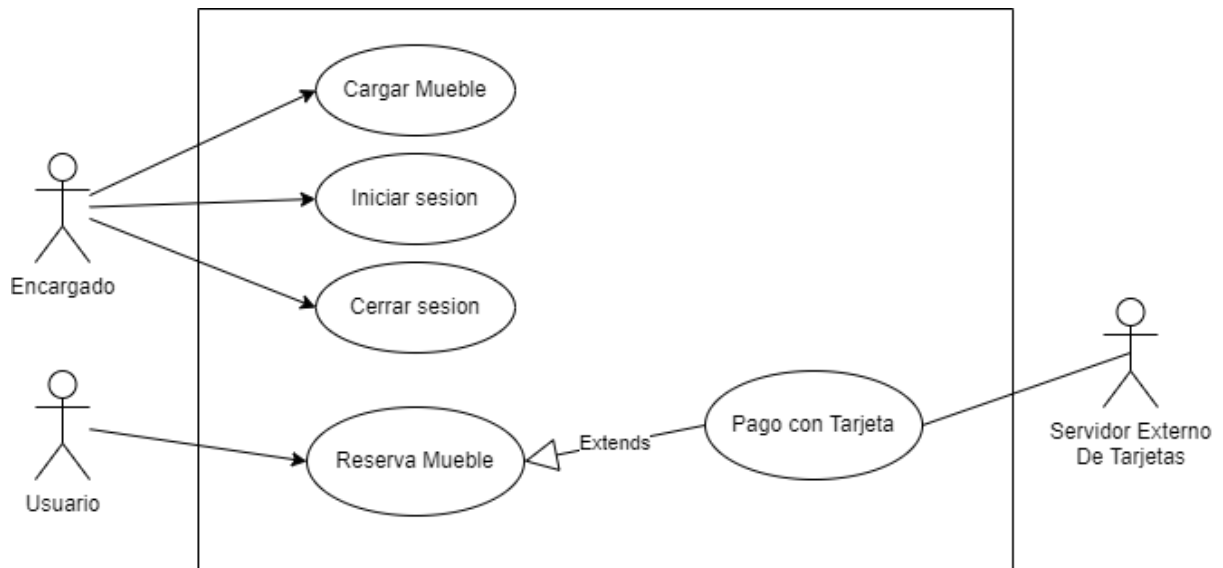 Cargar Mueble
Iniciar sesion
Encargado
Cerrar sesion
Usuario
Reserva Mueble
Extends
Pago con Tarjeta
Servidor Externo
De Tarjetas